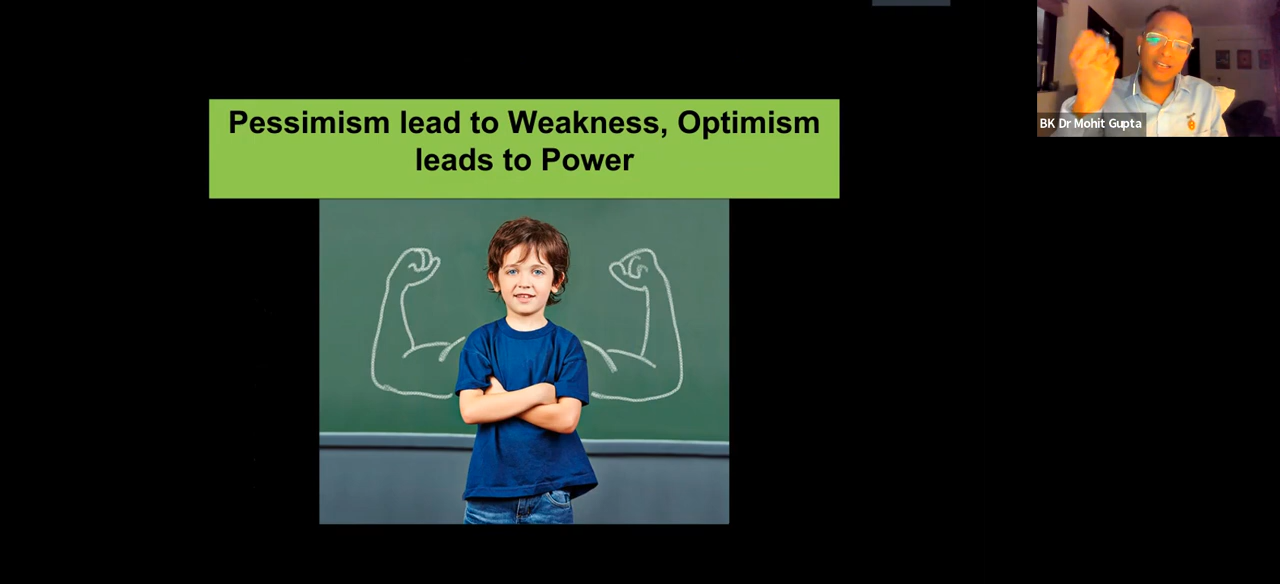 Pessimism lead to Weakness, Optimism
leads to Power
BK Dr Mohit Gupta